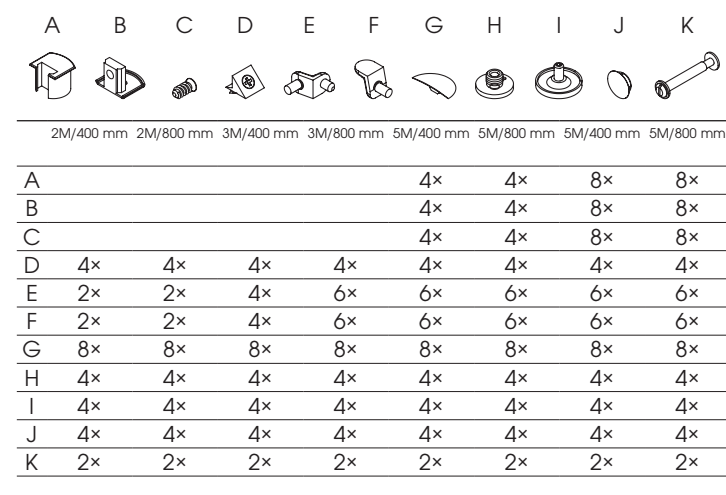 A B C D E F G H I J K
2M/400 mm 2M/800 mm 3M/400 mm 3M/800 mm 5M/400 mm 5M/800 mm 5M/400 mm 5M/800 mm
A 4× 4× 8× 8×
B 4× 4× 8× 8×
C 4× 4× 8× 8×
D 4× 4× 4× 4× 4× 4× 4× 4×
E 2× 2× 4× 6× 6× 6× 6× 6×
F 2× 2× 4× 6× 6× 6× 6× 6×
G 8× 8× 8× 8× 8× 8× 8× 8×
H 4× 4× 4× 4× 4× 4× 4× 4×
I 4× 4× 4× 4× 4× 4× 4× 4×
J 4× 4× 4× 4× 4× 4× 4× 4×
K 2× 2× 2× 2× 2× 2× 2× 2×